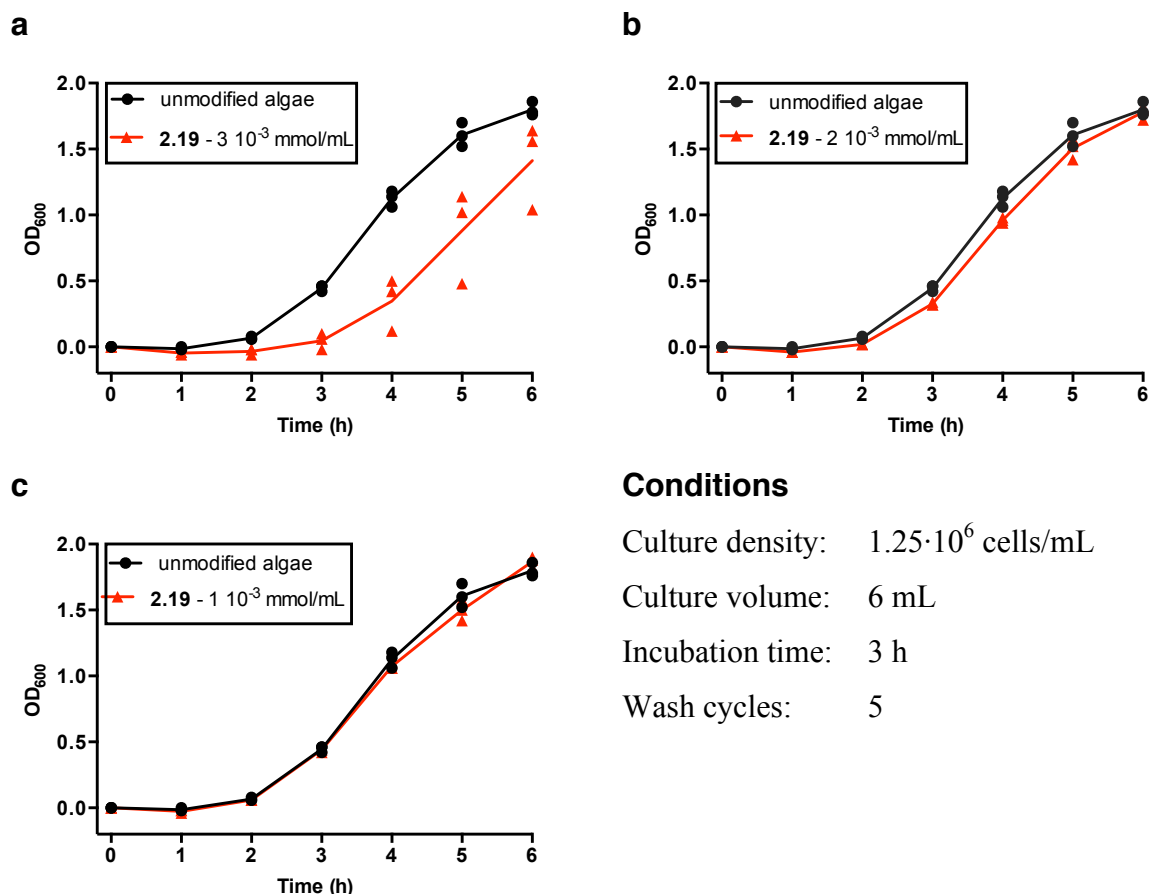 a
2.0
1.5
1.0
0.5
0.0
OD600
unmodified algae
2.19 - 3 10-3 mmol/mL
0 1 2 3 4 5 6
Time (h)
b
2.0
1.5
1.0
0.5
0.0
OD600
unmodified algae
2.19 - 2 10-3 mmol/mL
0 1 2 3 4 5 6
Time (h)
c
2.0
1.5
1.0
0.5
0.0
OD600
unmodified algae
2.19 - 1 10-3 mmol/mL
0 1 2 3 4 5 6
Time (h)
Conditions
Culture density: 1.25·10⁶ cells/mL
Culture volume: 6 mL
Incubation time: 3 h
Wash cycles: 5